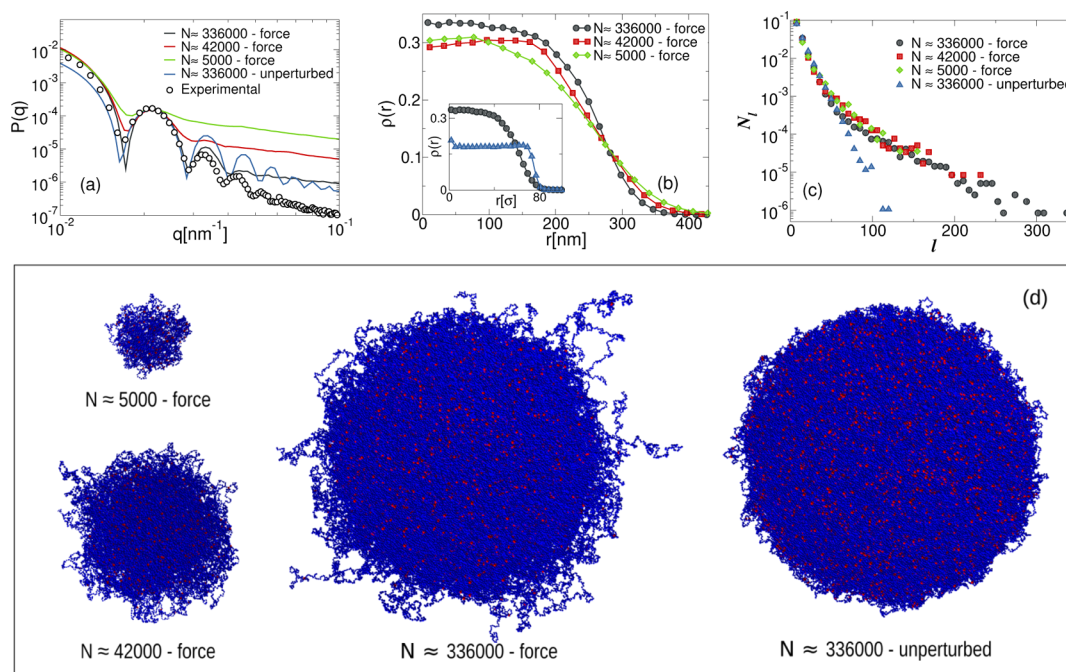 N≈ 336000 - force
N≈ 42000 - force
N≈ 5000 - force
N≈ 336000 - unperturbed
Experimental
10⁻²
10⁻³
10⁻⁴
10⁻⁵
10⁻⁶
10⁻⁷
P(q)
(a)
10⁻²
10⁻¹
q[nm⁻¹]
N≈ 336000 - force
N≈ 42000 - force
N≈ 5000 - force
0.3
0.2
0.1
0
ρ(r)
0.3
0
ρ(r)
0
80
r[σ]
(b)
0
100
200
300
400
r[nm]
N ≈ 336000 - force
N ≈ 42000 - force
N ≈ 5000 - force
N ≈ 336000 - unperturbed
10⁻¹
10⁻²
10⁻³
10⁻⁴
10⁻⁵
10⁻⁶
N_l
(c)
0
100
200
300
l
(d)
N ≈ 5000 - force
N ≈ 42000 - force
N ≈ 336000 - force
N ≈ 336000 - unperturbed